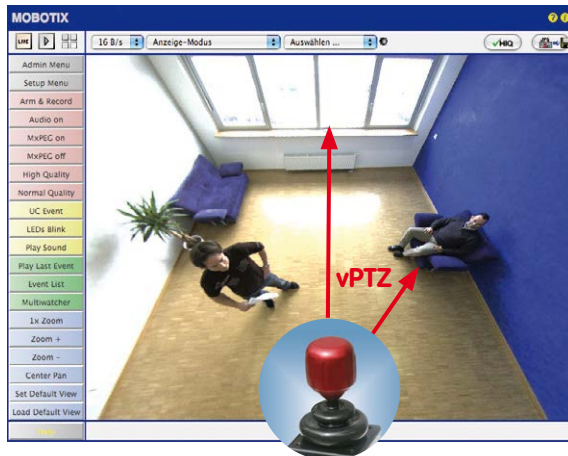 MOBOTIX
? i
LIVE
16 B/s
Anzeige-Modus
Auswählen ...
HIQ
Admin Menu
Setup Menu
Arm & Record
Audio on
MxPEG on
MxPEG off
High Quality
Normal Quality
UC Event
LEDs Blink
Play Sound
Play Last Event
Event List
Multiwatcher
1x Zoom
Zoom +
Zoom -
Center Pan
Set Default View
Load Default View
vPTZ